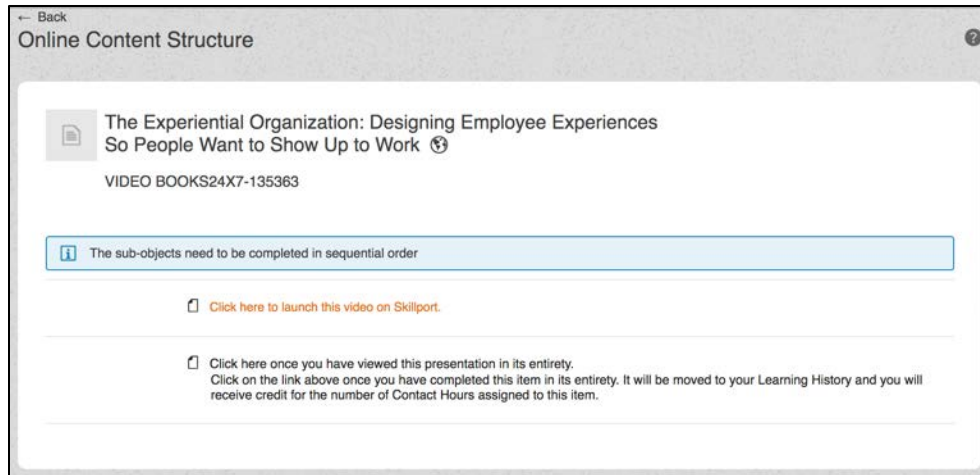 ← Back
Online Content Structure
?
The Experiential Organization: Designing Employee Experiences
So People Want to Show Up to Work
VIDEO BOOKS24X7-135363
i The sub-objects need to be completed in sequential order
Click here to launch this video on Skillport.
Click here once you have viewed this presentation in its entirety.
Click on the link above once you have completed this item in its entirety. It will be moved to your Learning History and you will
receive credit for the number of Contact Hours assigned to this item.